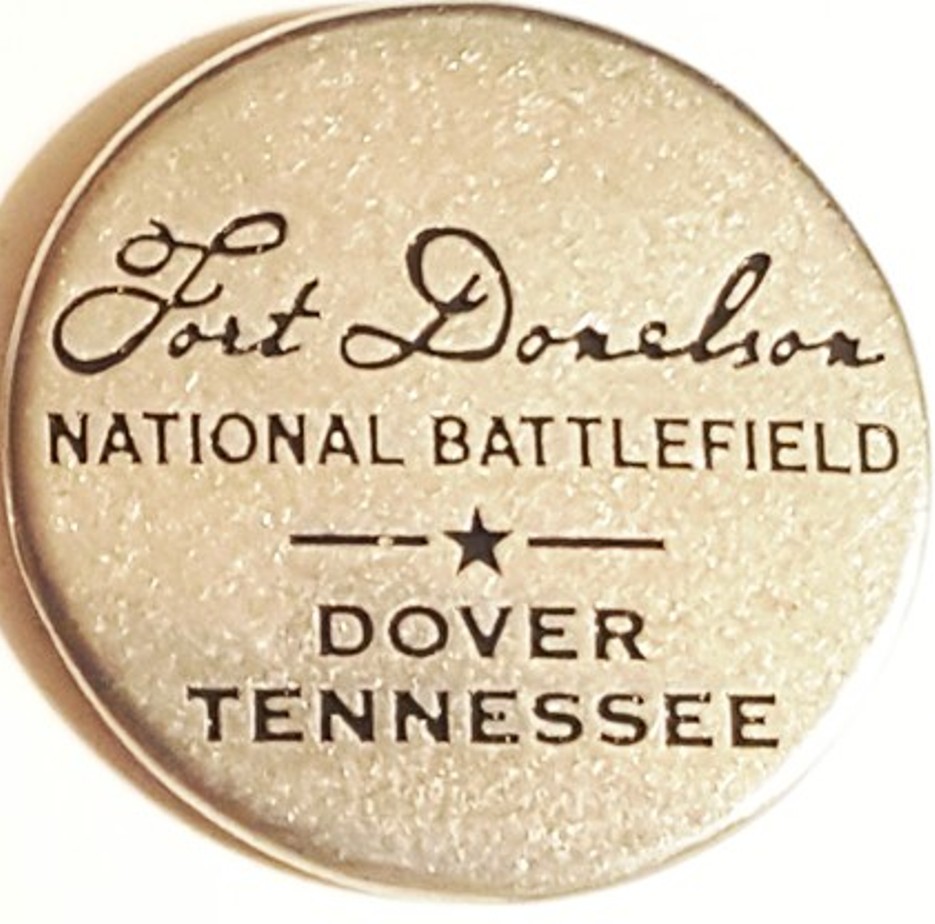 Fort Donelson
NATIONAL BATTLEFIELD
DOVER
TENNESSEE